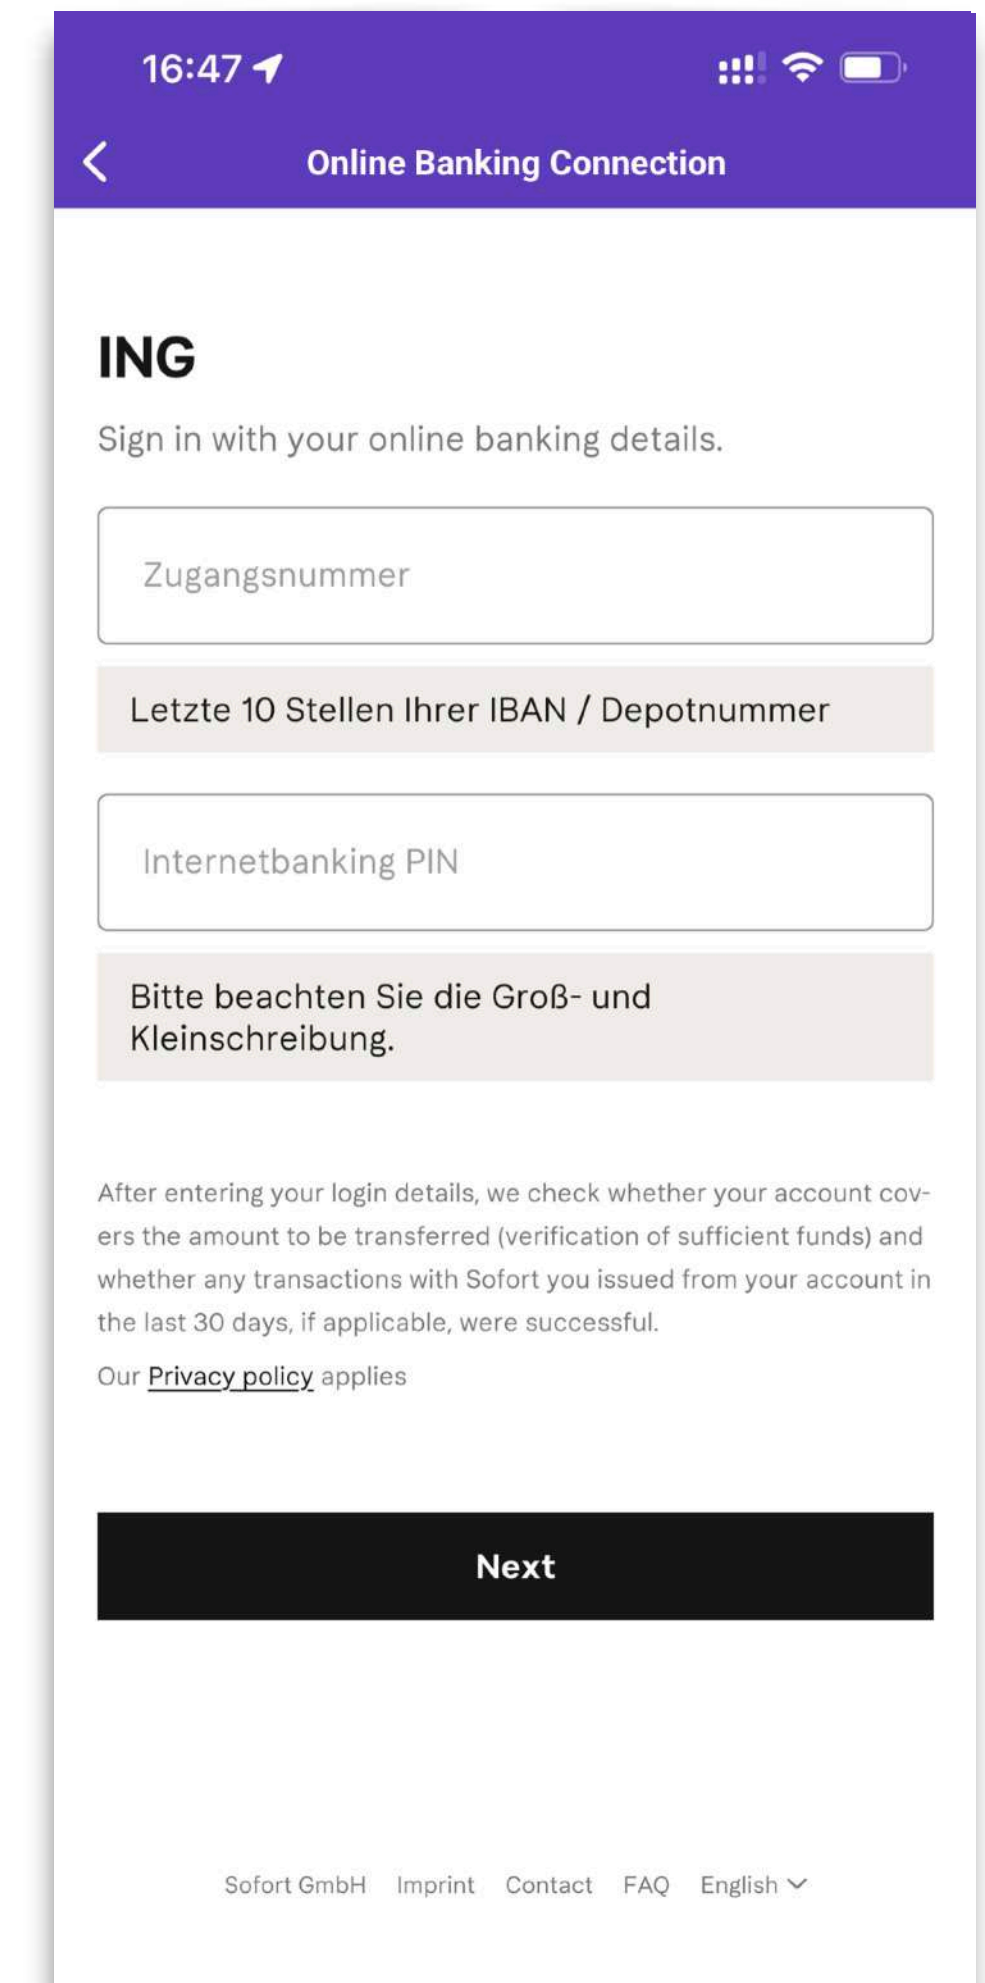 16:47
Online Banking Connection
ING
Sign in with your online banking details.
Zugangsnummer
Letzte 10 Stellen Ihrer IBAN / Depotnummer
Internetbanking PIN
Bitte beachten Sie die Groß- und
Kleinschreibung.
After entering your login details, we check whether your account cov-
ers the amount to be transferred (verification of sufficient funds) and
whether any transactions with Sofort you issued from your account in
the last 30 days, if applicable, were successful.
Our Privacy policy applies
Next
Sofort GmbH Imprint Contact FAQ English